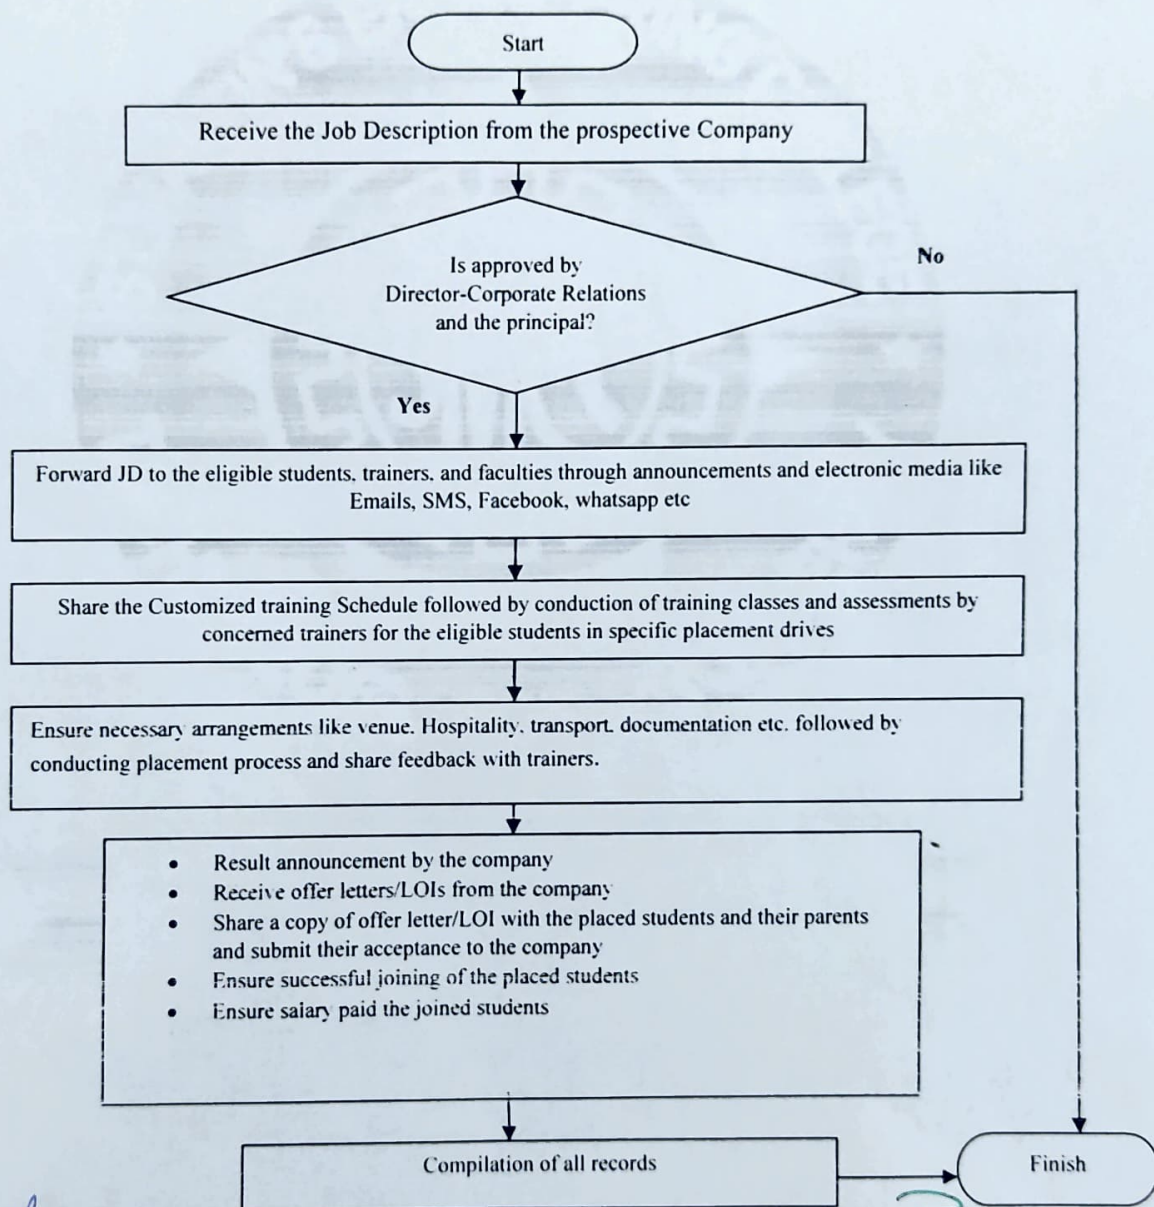 Start
Receive the Job Description from the prospective Company
Is approved by
Director-Corporate Relations
and the principal?
No
Yes
Forward JD to the eligible students, trainers, and faculties through announcements and electronic media like
Emails, SMS, Facebook, whatsapp etc
Share the Customized training Schedule followed by conduction of training classes and assessments by
concerned trainers for the eligible students in specific placement drives
Ensure necessary arrangements like venue. Hospitality. transport. documentation etc. followed by
conducting placement process and share feedback with trainers.
• Result announcement by the company
• Receive offer letters/LOIs from the company
• Share a copy of offer letter/LOI with the placed students and their parents
and submit their acceptance to the company
• Ensure successful joining of the placed students
• Ensure salary paid the joined students
Compilation of all records
Finish